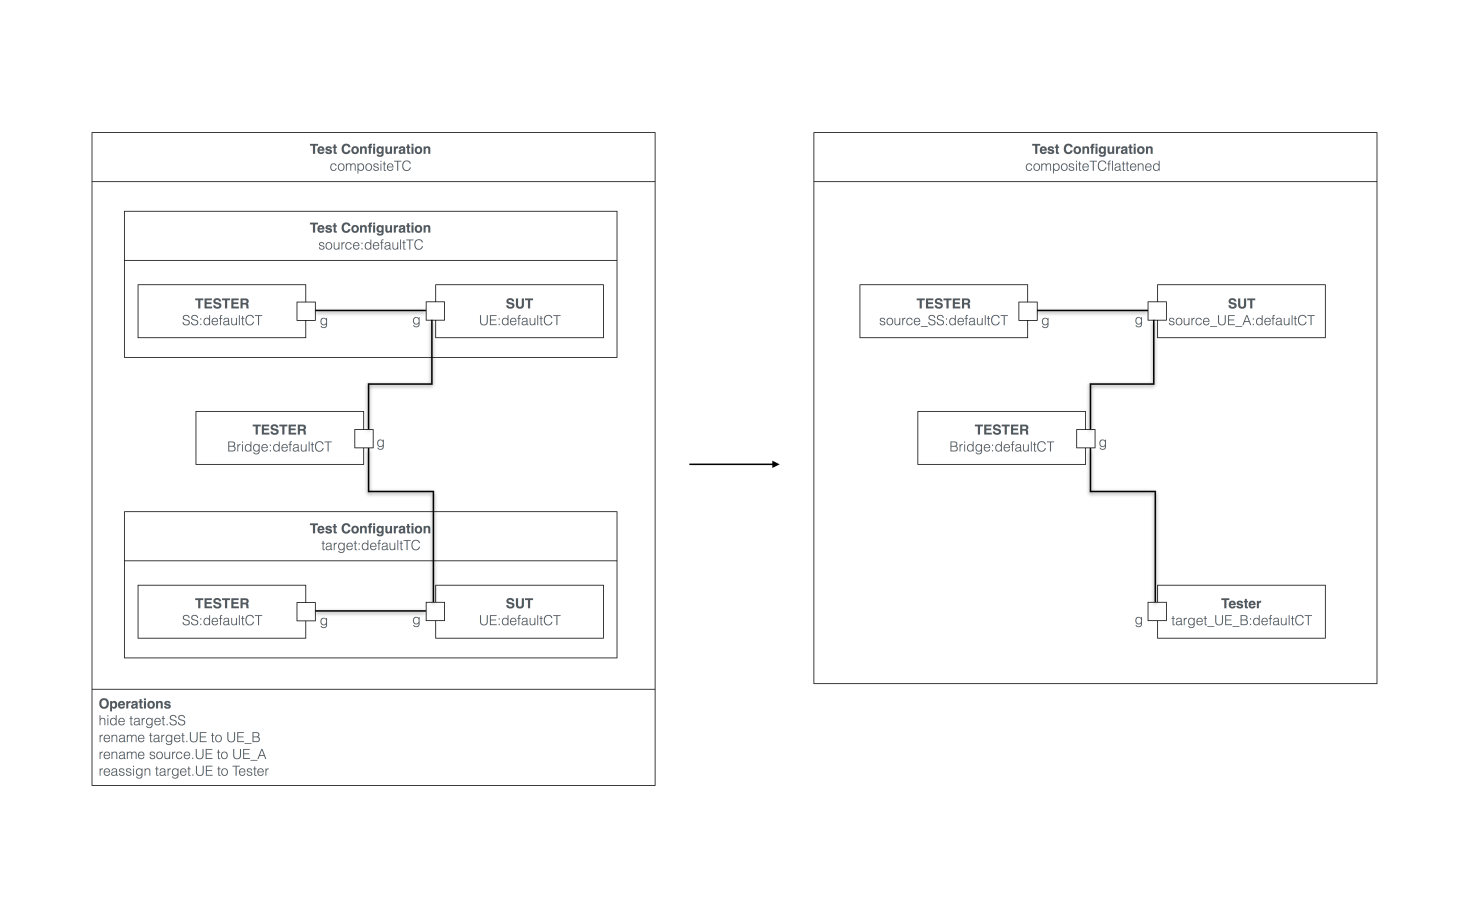 Test Configuration
compositeTC
Test Configuration
source:defaultTC
TESTER
SS:defaultCT
g
g
SUT
UE:defaultCT
TESTER
Bridge:defaultCT
g
Test Configuration
target:defaultTC
TESTER
SS:defaultCT
g
g
SUT
UE:defaultCT
Operations
hide target.SS
rename target.UE to UE_B
rename source.UE to UE_A
reassign target.UE to Tester
Test Configuration
compositeTCflattened
TESTER
source_SS:defaultCT
g
g
SUT
source_UE_A:defaultCT
TESTER
Bridge:defaultCT
g
g
Tester
target_UE_B:defaultCT